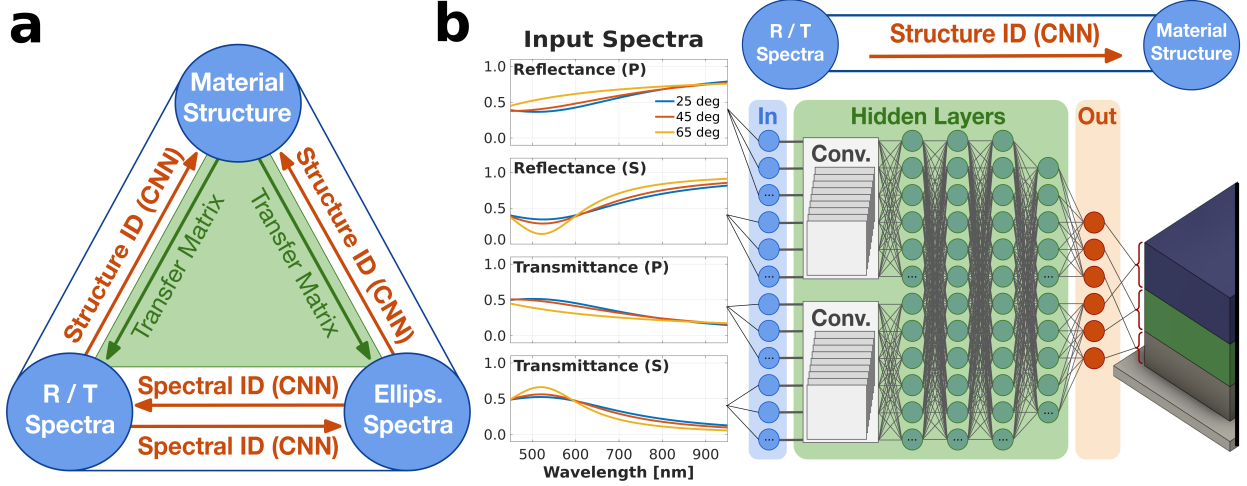 a
Material
Structure
Structure ID (CNN)
Transfer Matrix
Transfer Matrix
Structure ID (CNN)
R / T
Spectra
Spectral ID (CNN)
Spectral ID (CNN)
Ellips.
Spectra
b
Input Spectra
Reflectance (P)
1.0
0.5
0.0
25 deg
45 deg
65 deg
Reflectance (S)
1.0
0.5
0.0
Transmittance (P)
1.0
0.5
0.0
Transmittance (S)
1.0
0.5
0.0
500 600 700 800 900
Wavelength [nm]
R / T
Spectra
Structure ID (CNN)
Material
Structure
In
Hidden Layers
Out
Conv.
Conv.
...
...
...
...
...
...
...
...
...
...
...
...